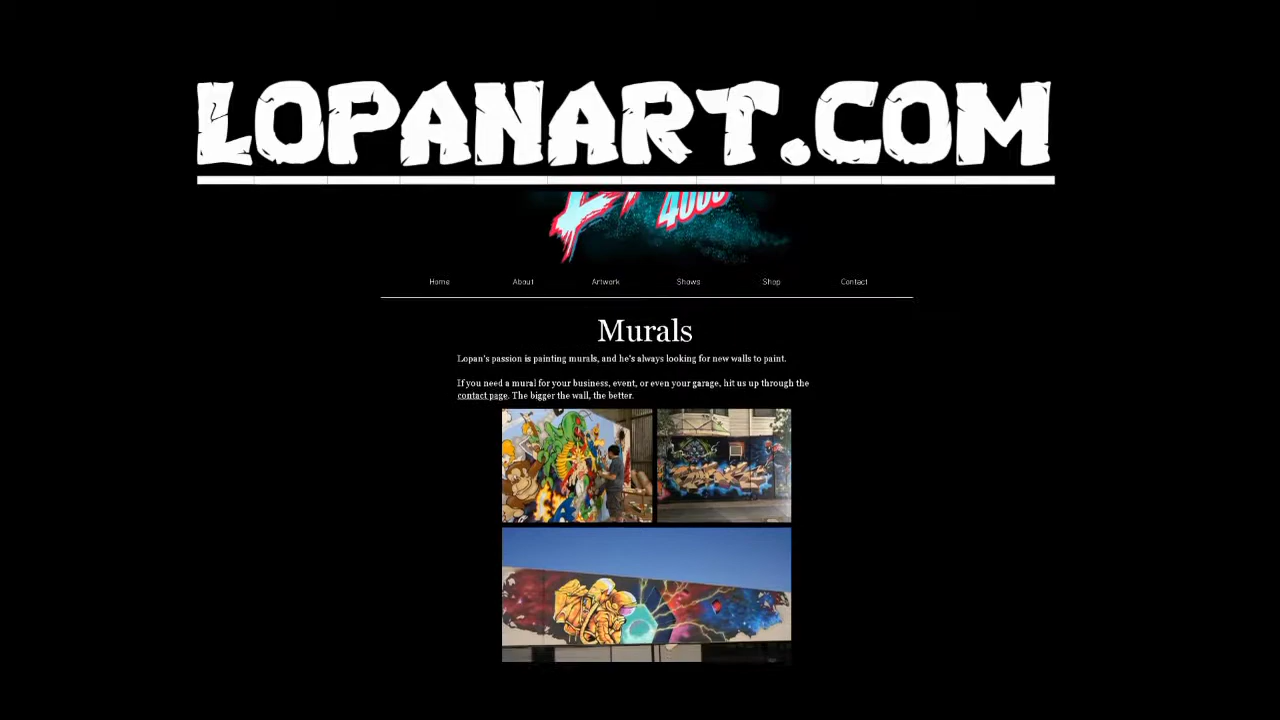 LOPANART.COM
4000
Home About Artwork Shows Shop Contact
Murals
Lopan's passion is painting murals, and he's always looking for new walls to paint.
If you need a mural for your business, event, or even your garage, hit us up through the
contact page. The bigger the wall, the better.